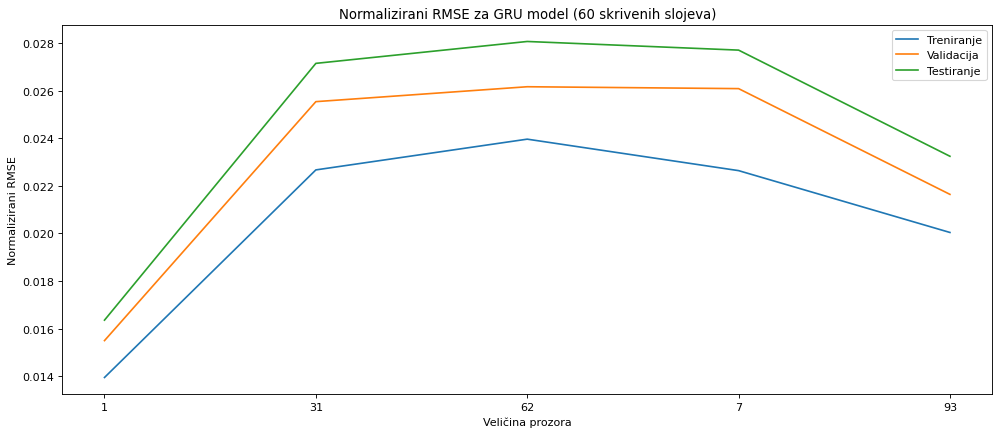 Normalizirani RMSE za GRU model (60 skrivenih slojeva)
Treniranje
Validacija
Testiranje
Normalizirani RMSE
0.028
0.026
0.024
0.022
0.020
0.018
0.016
0.014
1 31 62 7 93
Veličina prozora